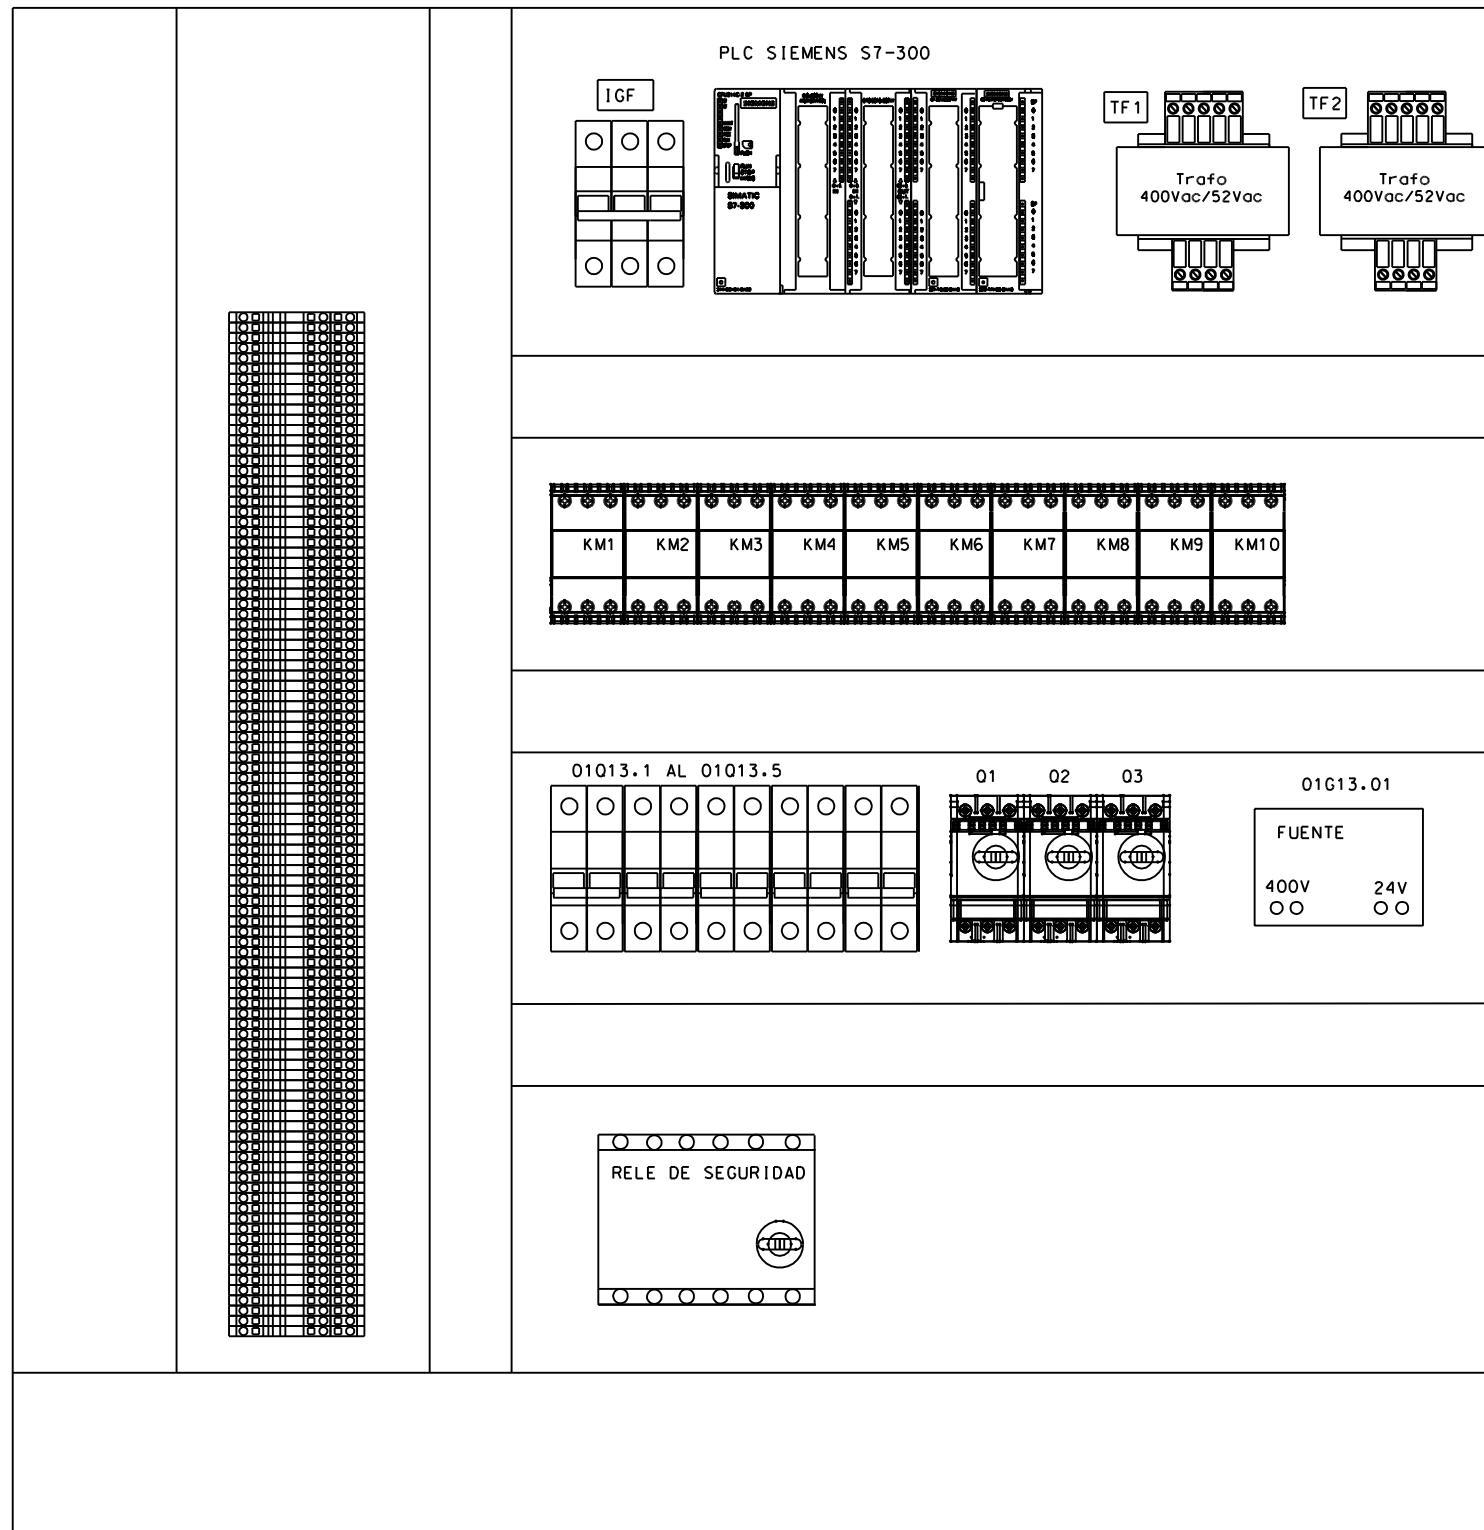 PLC SIEMENS S7-300
IGF
TF1
TF2
SIEMENS
SIMATIC
S7-300
Trafo
400Vac/52Vac
Trafo
400Vac/52Vac
KM1 KM2 KM3 KM4 KM5 KM6 KM7 KM8 KM9 KM10
01Q13.1 AL 01Q13.5
Q1 Q2 Q3
01G13.01
FUENTE
400V 24V
RELE DE SEGURIDAD